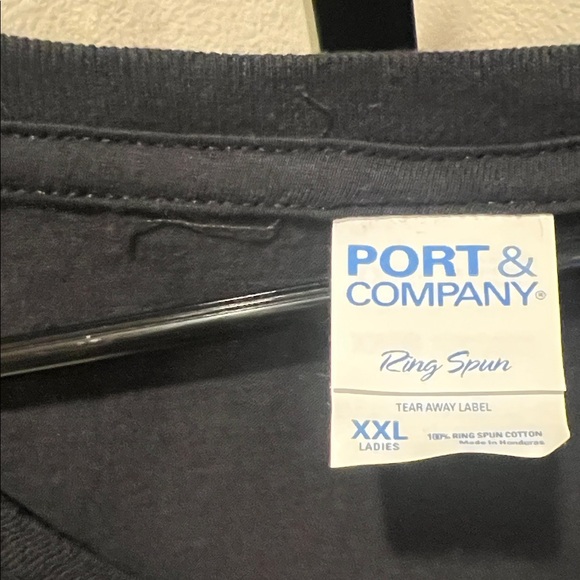 PORT &
COMPANY®
Ring Spun
TEAR AWAY LABEL
XXL
LADIES
100% RING SPUN COTTON
Made in Honduras